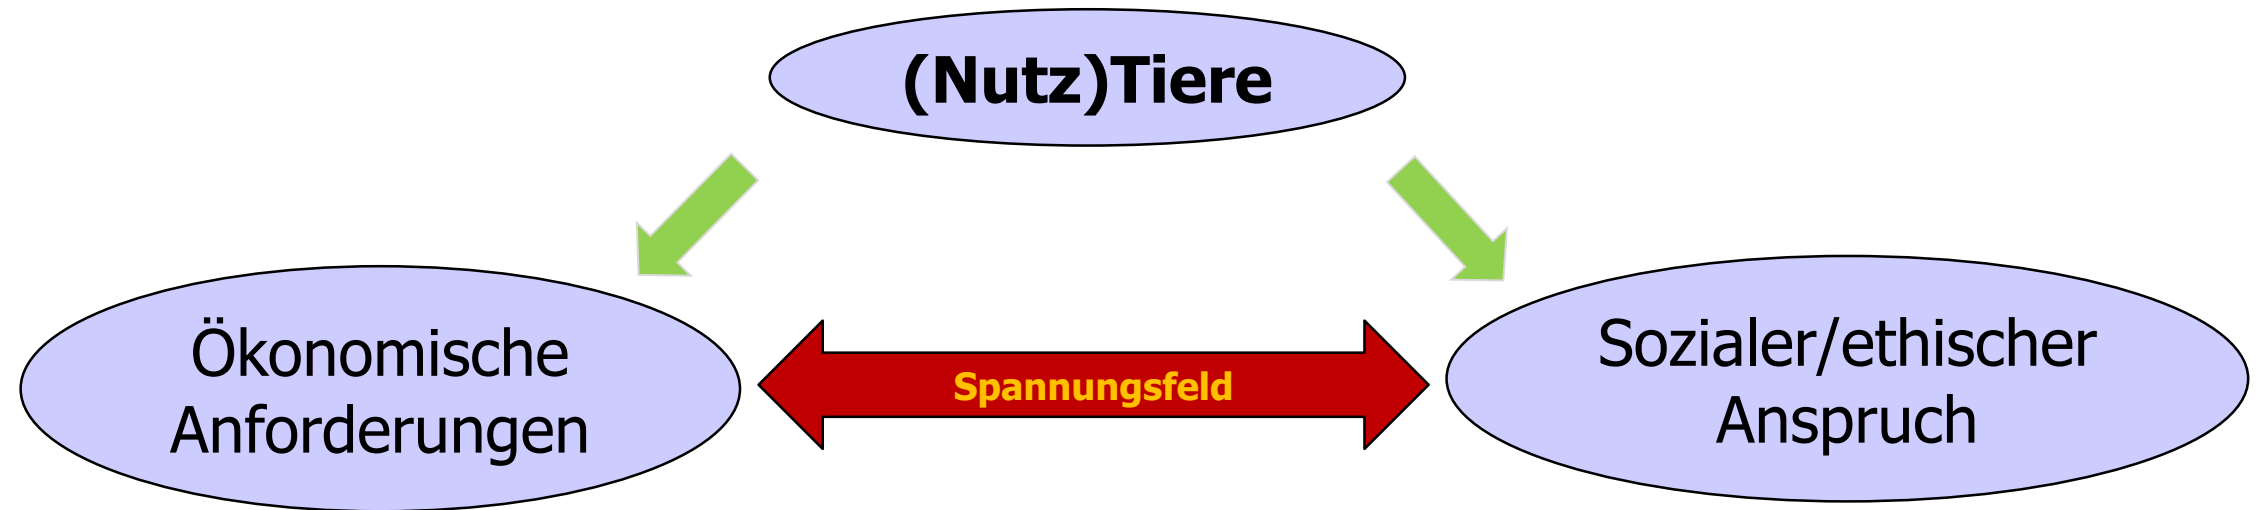 (Nutz)Tiere
Ökonomische
Anforderungen
Spannungsfeld
Sozialer/ethischer
Anspruch